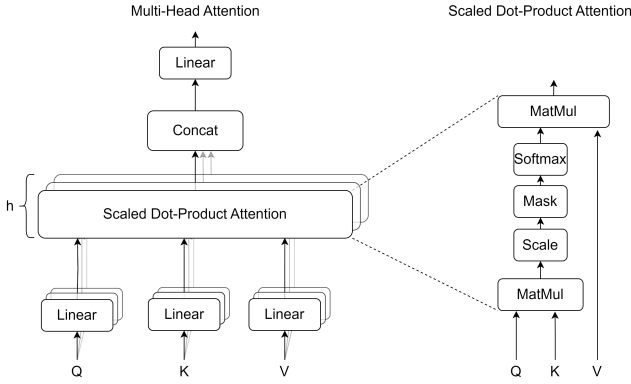 Multi-Head Attention
Linear
Concat
h
Scaled Dot-Product Attention
Linear
Linear
Linear
Q
K
V
Scaled Dot-Product Attention
MatMul
Softmax
Mask
Scale
MatMul
Q
K
V